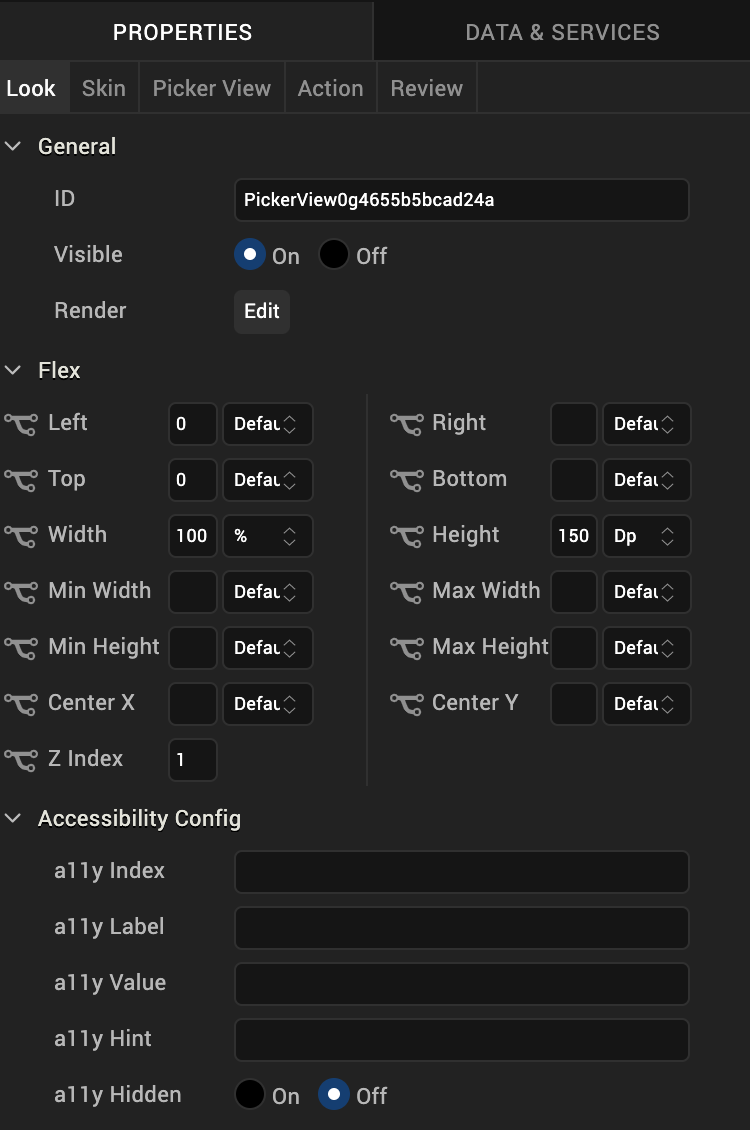 PROPERTIES DATA & SERVICES
Look Skin Picker View Action Review
General
ID PickerView0g4655b5bcad24a
Visible On Off
Render Edit
Flex
Left 0 Defau Right Defau
Top 0 Defau Bottom Defau
Width 100 % Height 150 Dp
Min Width Defau Max Width Defau
Min Height Defau Max Height Defau
Center X Defau Center Y Defau
Z Index 1
Accessibility Config
a11y Index
a11y Label
a11y Value
a11y Hint
a11y Hidden On Off